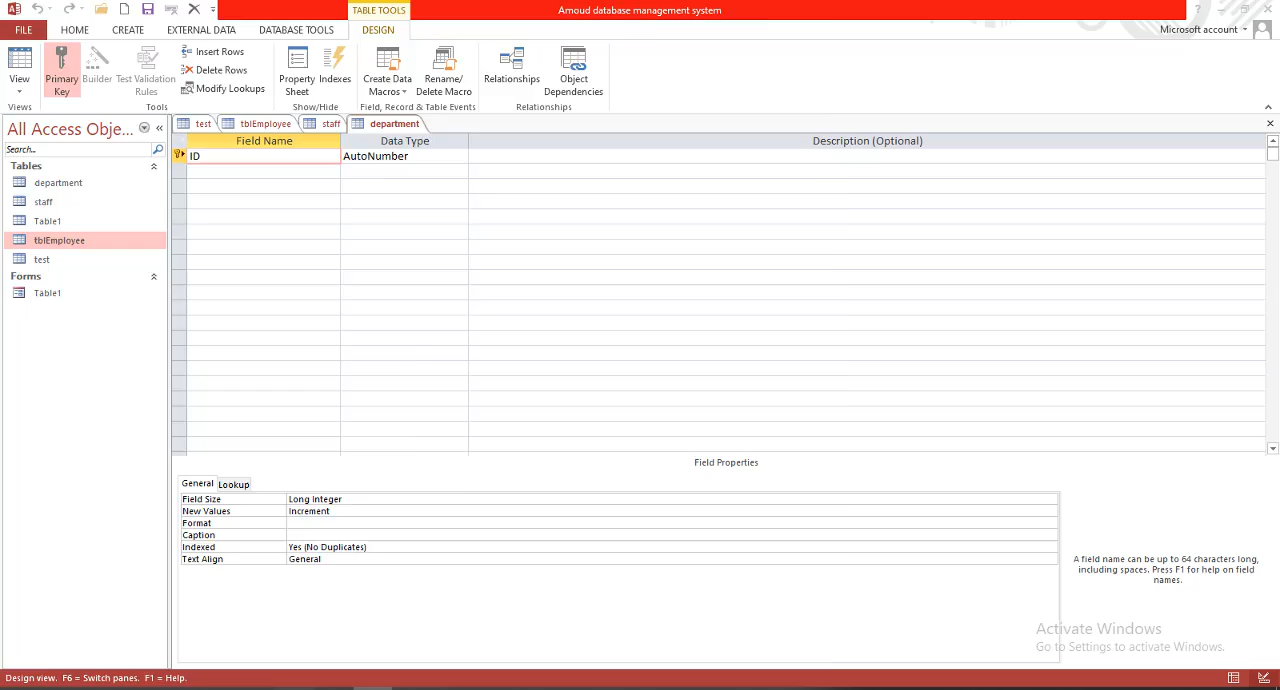 TABLE TOOLS
Amoud database management system
FILE HOME CREATE EXTERNAL DATA DATABASE TOOLS DESIGN
Microsoft account
View
Primary Key
Builder
Test Validation Rules
Insert Rows
Delete Rows
Modify Lookups
Property Sheet
Indexes
Create Data Macros
Rename/ Delete Macro
Relationships
Object Dependencies
Views
Tools
Show/Hide
Field, Record & Table Events
Relationships
All Access Obje...
Search...
Tables
department
staff
Table1
tblEmployee
test
Forms
Table1
test
tblEmployee
staff
department
Field Name Data Type Description (Optional)
ID AutoNumber
Field Properties
General Lookup
Field Size Long Integer
New Values Increment
Format
Caption
Indexed Yes (No Duplicates)
Text Align General
A field name can be up to 64 characters long,
including spaces. Press F1 for help on field
names.
Activate Windows
Go to Settings to activate Windows.
Design view. F6 = Switch panes. F1 = Help.